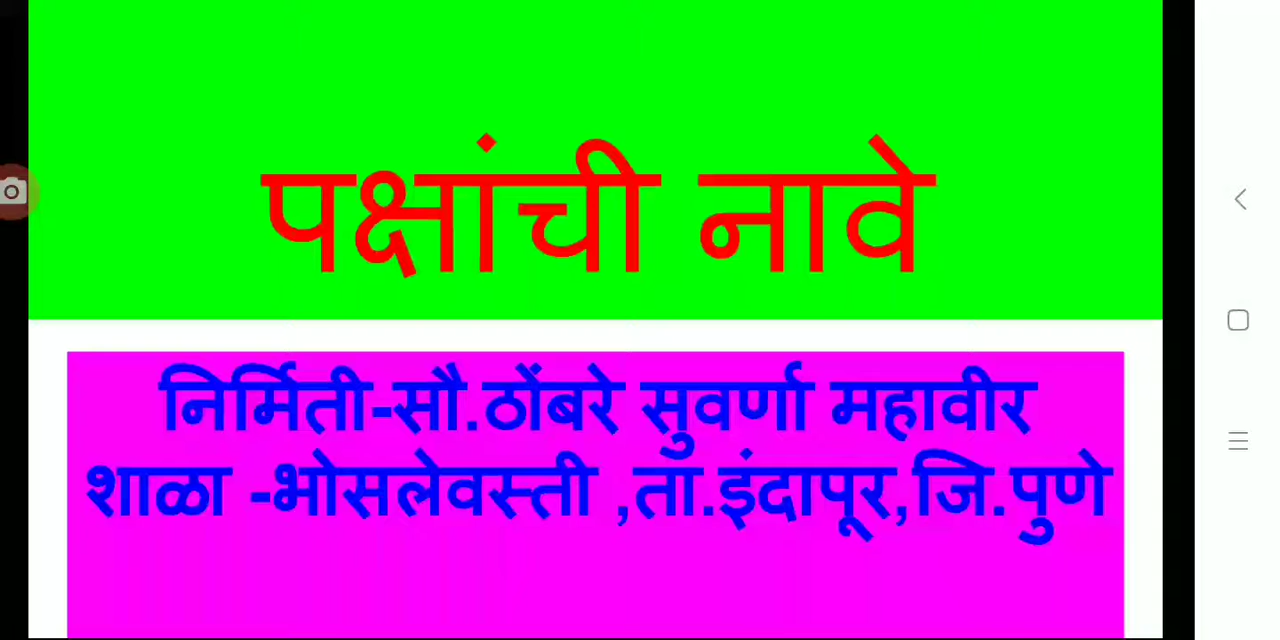 पक्षांची नावे
निर्मिती-सौ.ठोंबरे सुवर्णा महावीर
शाळा -भोसलेवस्ती ,ता.इंदापूर,जि.पुणे